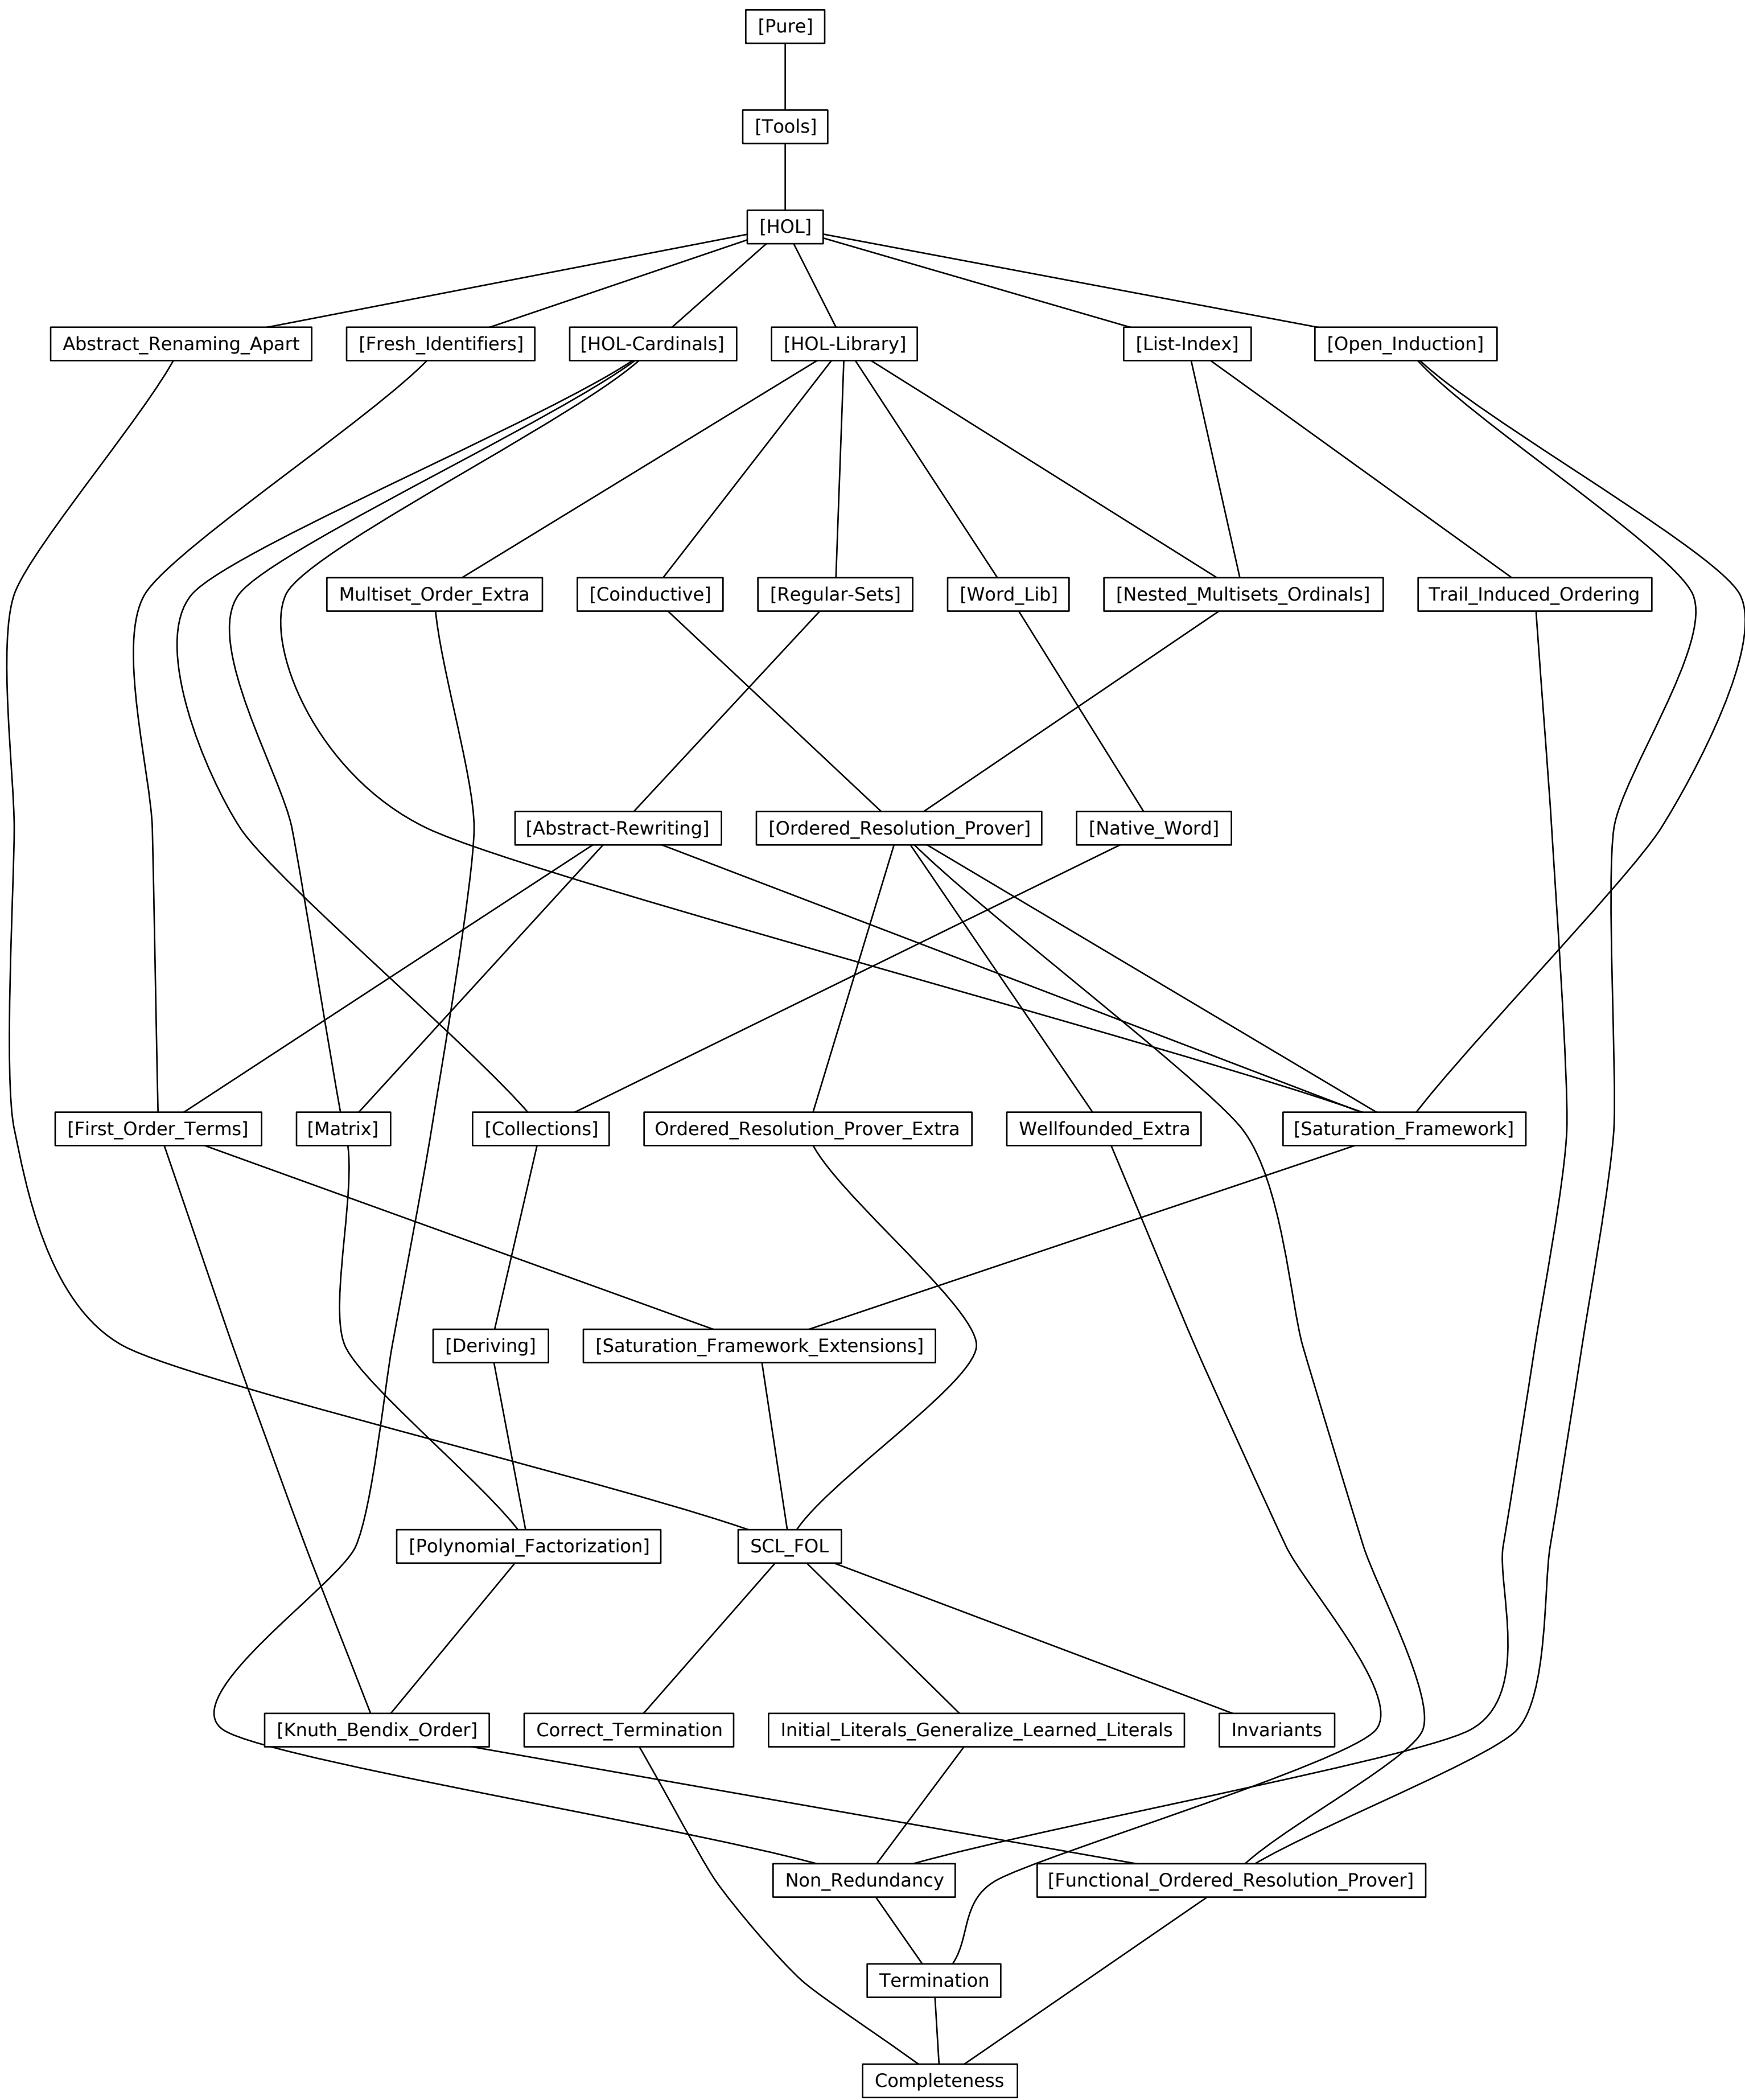 [Pure]
[Tools]
[HOL]
Abstract_Renaming_Apart
[Fresh_Identifiers]
[HOL-Cardinals]
[HOL-Library]
[List-Index]
[Open_Induction]
Multiset_Order_Extra
[Coinductive]
[Regular-Sets]
[Word_Lib]
[Nested_Multisets_Ordinals]
Trail_Induced_Ordering
[Abstract-Rewriting]
[Ordered_Resolution_Prover]
[Native_Word]
[First_Order_Terms]
[Matrix]
[Collections]
Ordered_Resolution_Prover_Extra
Wellfounded_Extra
[Saturation_Framework]
[Deriving]
[Saturation_Framework_Extensions]
[Polynomial_Factorization]
SCL_FOL
[Knuth_Bendix_Order]
Correct_Termination
Initial_Literals_Generalize_Learned_Literals
Invariants
Non_Redundancy
[Functional_Ordered_Resolution_Prover]
Termination
Completeness